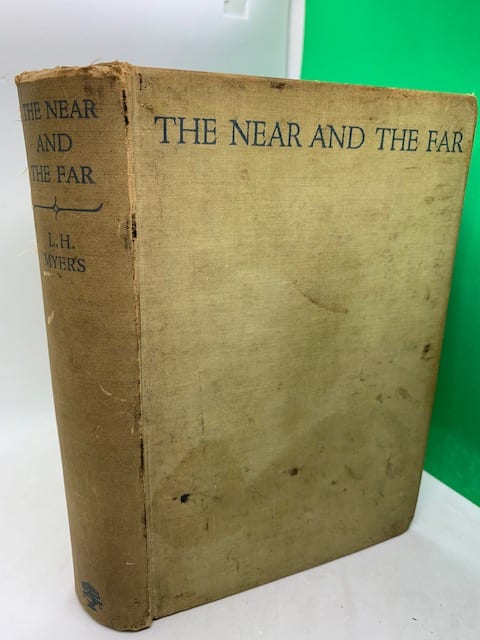 THE NEAR
AND
THE FAR
L.H.
MYERS
THE NEAR AND THE FAR